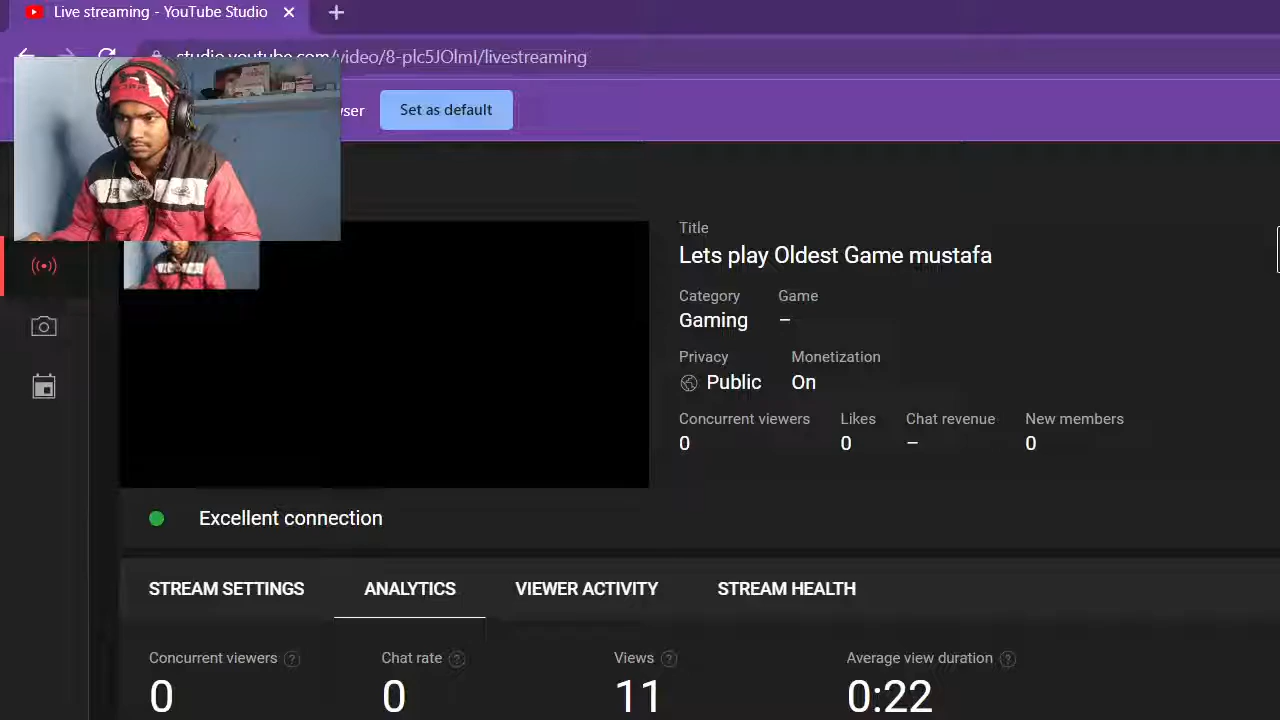 Live streaming - YouTube Studio
studio.youtube.com/video/8-plc5JOlmI/livestreaming
Set as default
Title
Lets play Oldest Game mustafa
Category Game
Gaming –
Privacy Monetization
Public On
Concurrent viewers Likes Chat revenue New members
0 0 – 0
Excellent connection
STREAM SETTINGS ANALYTICS VIEWER ACTIVITY STREAM HEALTH
Concurrent viewers Chat rate Views Average view duration
0 0 11 0:22